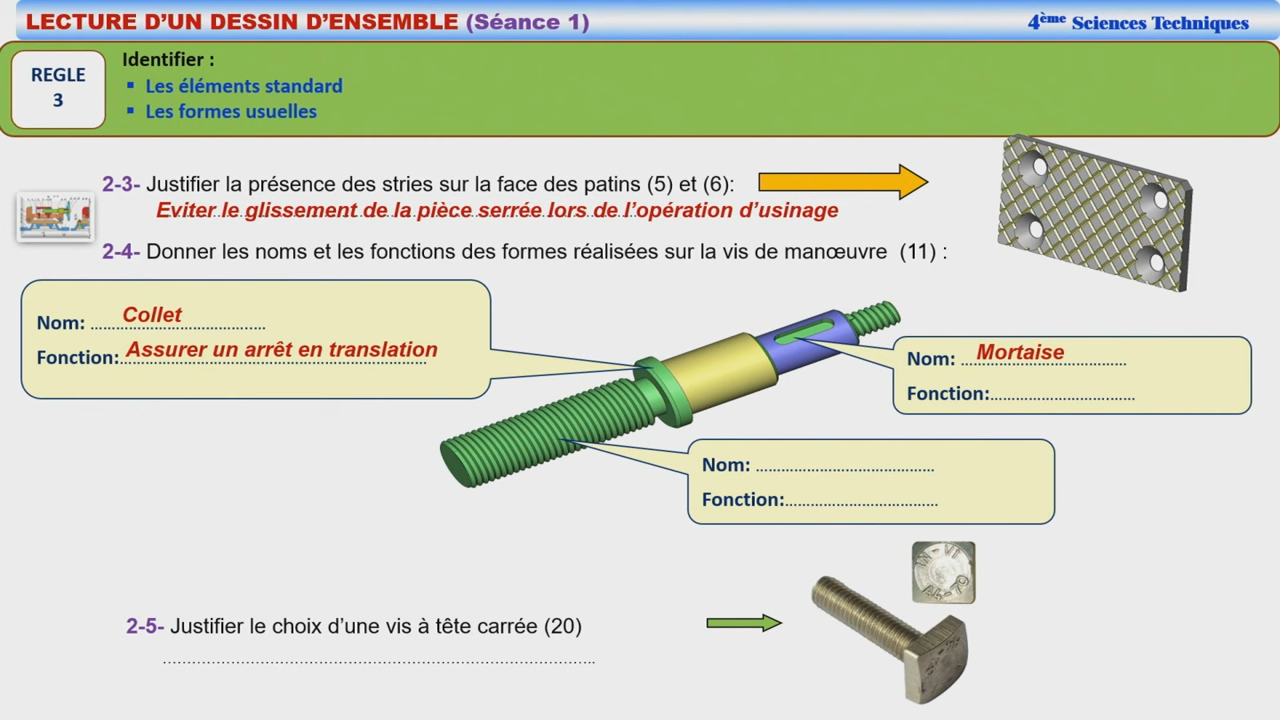 LECTURE D'UN DESSIN D'ENSEMBLE (Séance 1)
4ème Sciences Techniques
REGLE
3
Identifier :
▪ Les éléments standard
▪ Les formes usuelles
2-3- Justifier la présence des stries sur la face des patins (5) et (6):
Eviter le glissement de la pièce serrée lors de l'opération d'usinage
2-4- Donner les noms et les fonctions des formes réalisées sur la vis de manœuvre (11) :
Nom: Collet
Fonction: Assurer un arrêt en translation
Nom: Mortaise
Fonction:
Nom:
Fonction:
2-5- Justifier le choix d'une vis à tête carrée (20)
A4-70